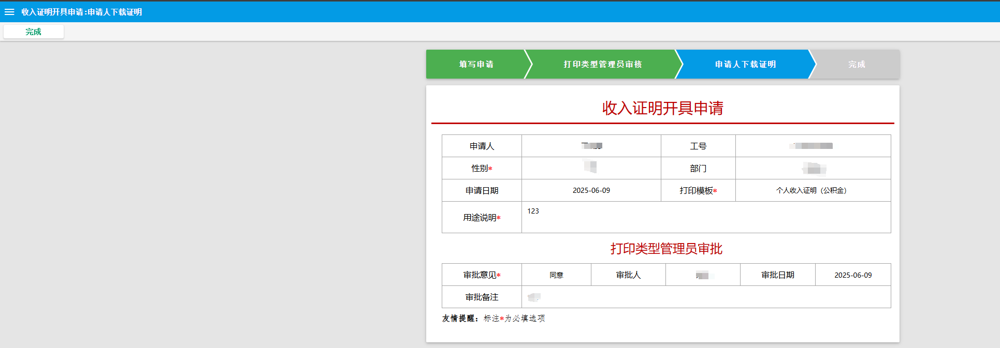 收入证明开具申请:申请人下载证明
完成
填写申请 打印类型管理员审核 申请人下载证明 完成
收入证明开具申请
申请人 工号
性别* 部门
申请日期 2025-06-09 打印模板* 个人收入证明（公积金）
用途说明* 123
打印类型管理员审批
审批意见* 同意 审批人 审批日期 2025-06-09
审批备注
友情提醒：标注*为必填选项